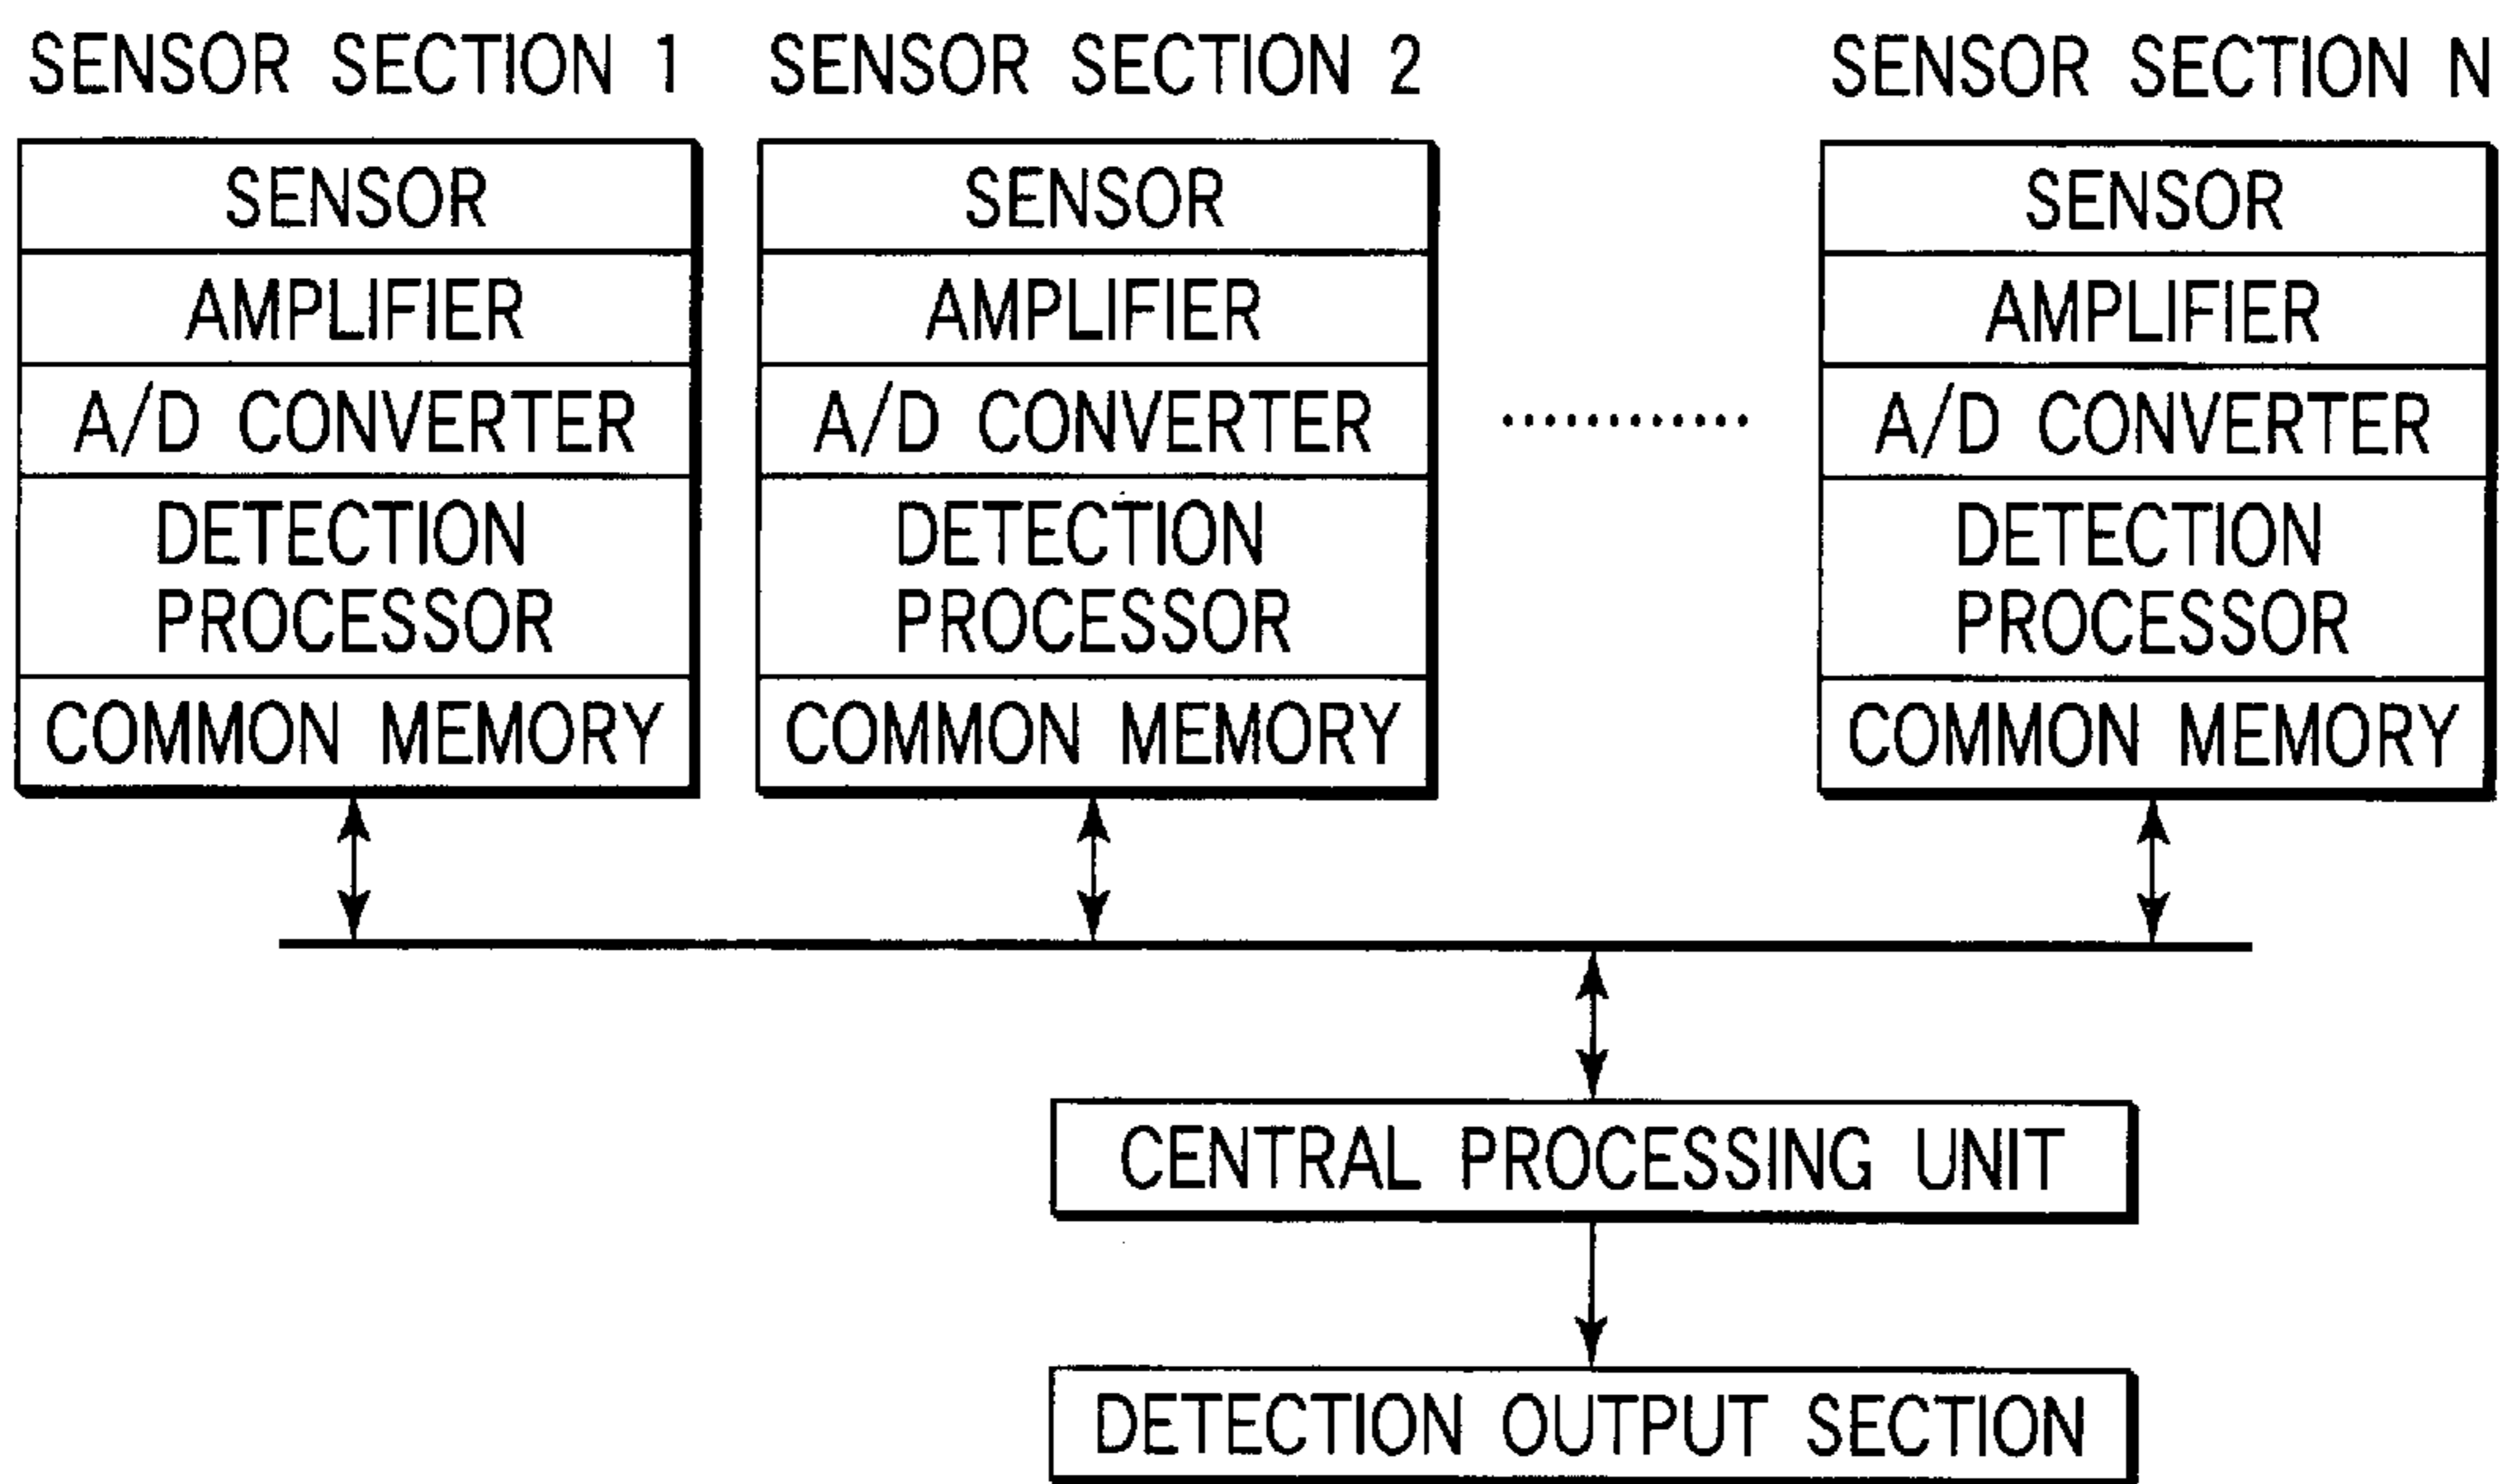 SENSOR SECTION 1
SENSOR
AMPLIFIER
A/D CONVERTER
DETECTION
PROCESSOR
COMMON MEMORY
SENSOR SECTION 2
SENSOR
AMPLIFIER
A/D CONVERTER
DETECTION
PROCESSOR
COMMON MEMORY
SENSOR SECTION N
SENSOR
AMPLIFIER
A/D CONVERTER
DETECTION
PROCESSOR
COMMON MEMORY
CENTRAL PROCESSING UNIT
DETECTION OUTPUT SECTION